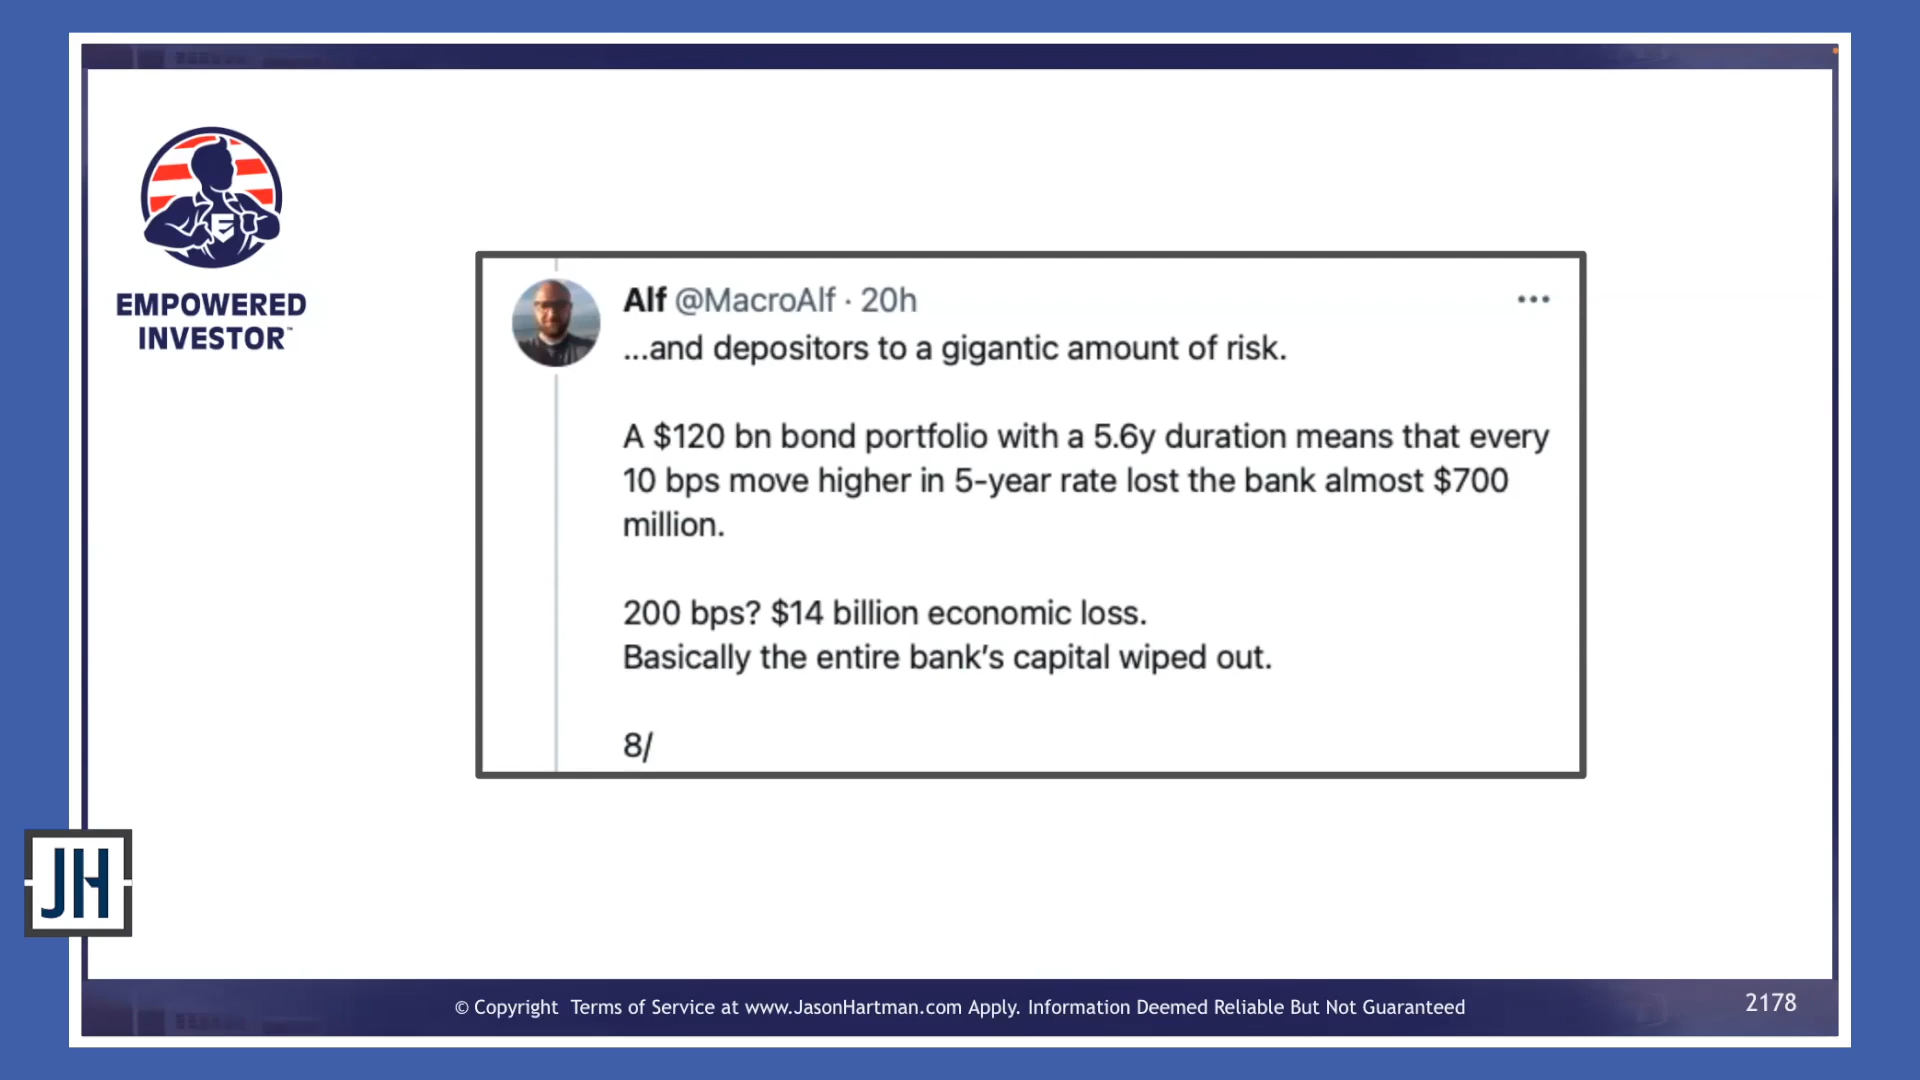 EMPOWERED
INVESTOR™
Alf @MacroAlf · 20h
...and depositors to a gigantic amount of risk.
A $120 bn bond portfolio with a 5.6y duration means that every
10 bps move higher in 5-year rate lost the bank almost $700
million.
200 bps? $14 billion economic loss.
Basically the entire bank's capital wiped out.
8/
JH
© Copyright Terms of Service at www.JasonHartman.com Apply. Information Deemed Reliable But Not Guaranteed
2178